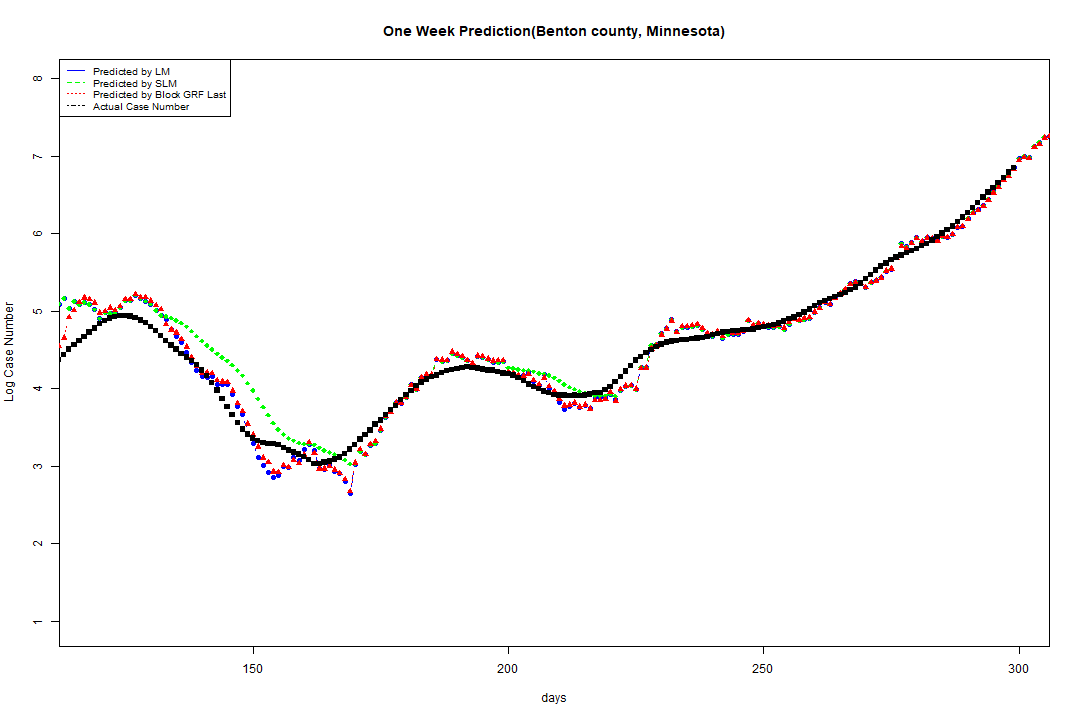 One Week Prediction(Benton county, Minnesota)
Predicted by LM
Predicted by SLM
Predicted by Block GRF Last
Actual Case Number
8
7
6
5
4
3
2
1
Log Case Number
150 200 250 300
days